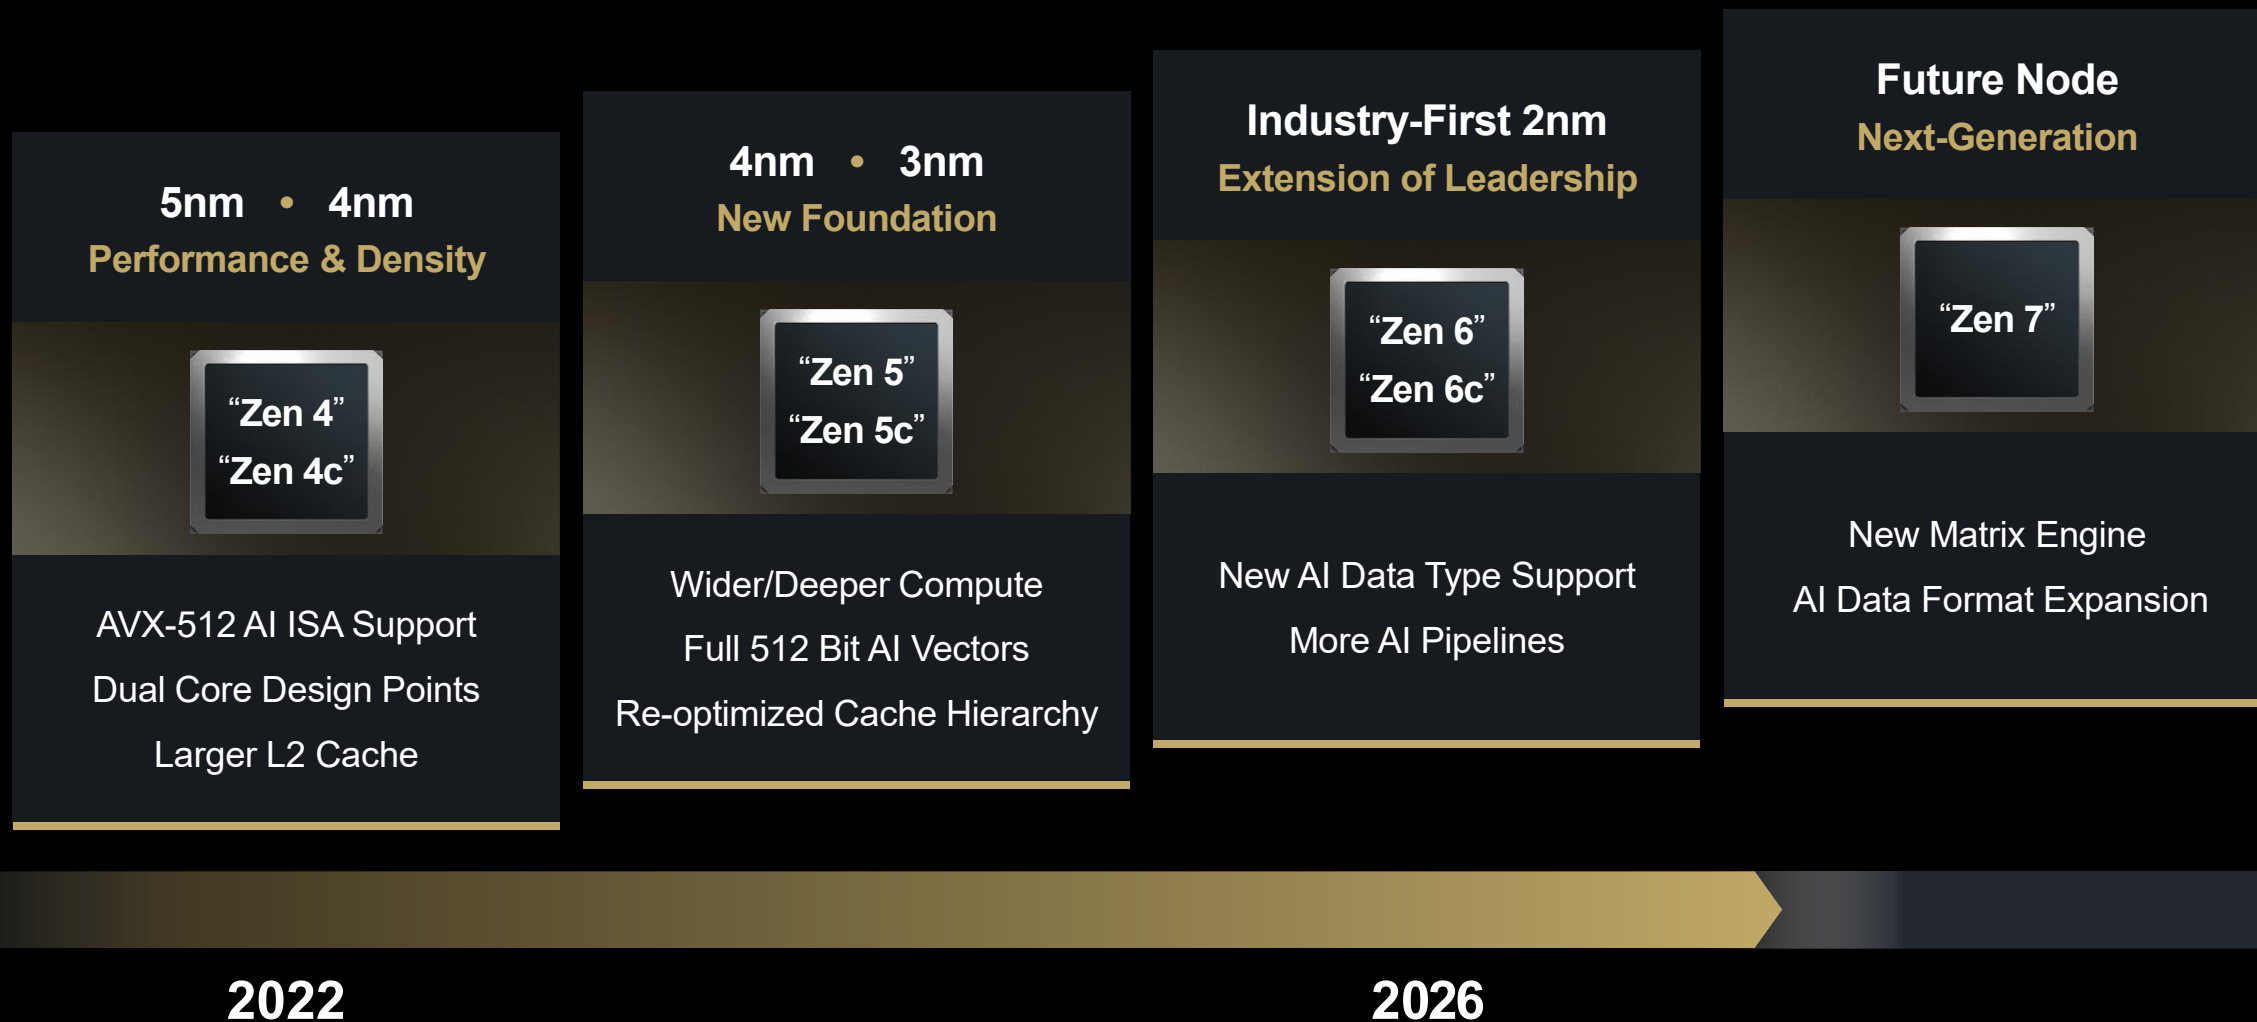 5nm • 4nm
Performance & Density
“Zen 4”
“Zen 4c”
AVX-512 AI ISA Support
Dual Core Design Points
Larger L2 Cache
4nm • 3nm
New Foundation
“Zen 5”
“Zen 5c”
Wider/Deeper Compute
Full 512 Bit AI Vectors
Re-optimized Cache Hierarchy
Industry-First 2nm
Extension of Leadership
“Zen 6”
“Zen 6c”
New AI Data Type Support
More AI Pipelines
Future Node
Next-Generation
“Zen 7”
New Matrix Engine
AI Data Format Expansion
2022
2026